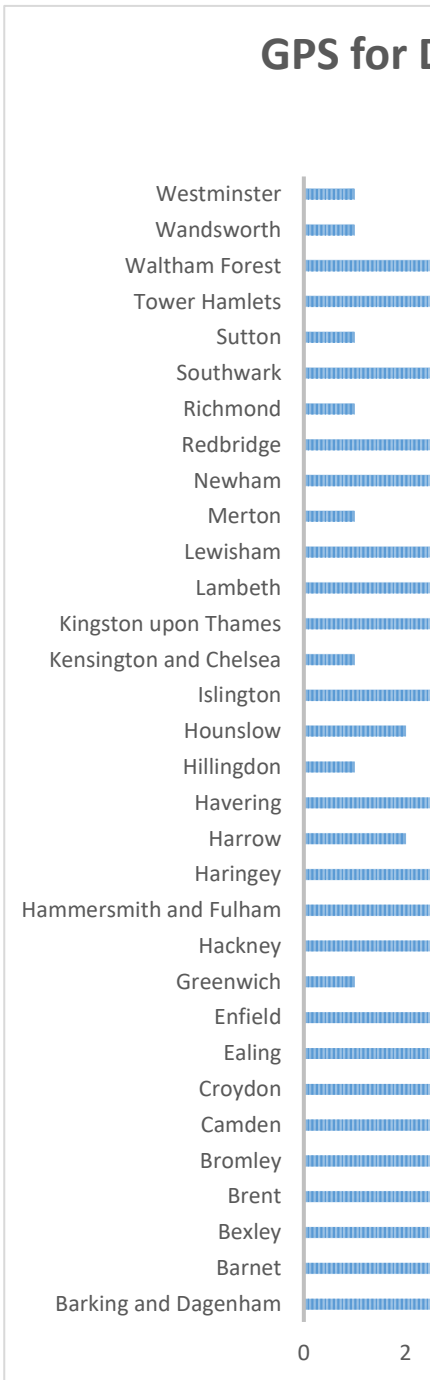 GPS for
Westminster
Wandsworth
Waltham Forest
Tower Hamlets
Sutton
Southwark
Richmond
Redbridge
Newham
Merton
Lewisham
Lambeth
Kingston upon Thames
Kensington and Chelsea
Islington
Hounslow
Hillingdon
Havering
Harrow
Haringey
Hammersmith and Fulham
Hackney
Greenwich
Enfield
Ealing
Croydon
Camden
Bromley
Brent
Bexley
Barnet
Barking and Dagenham
0 2